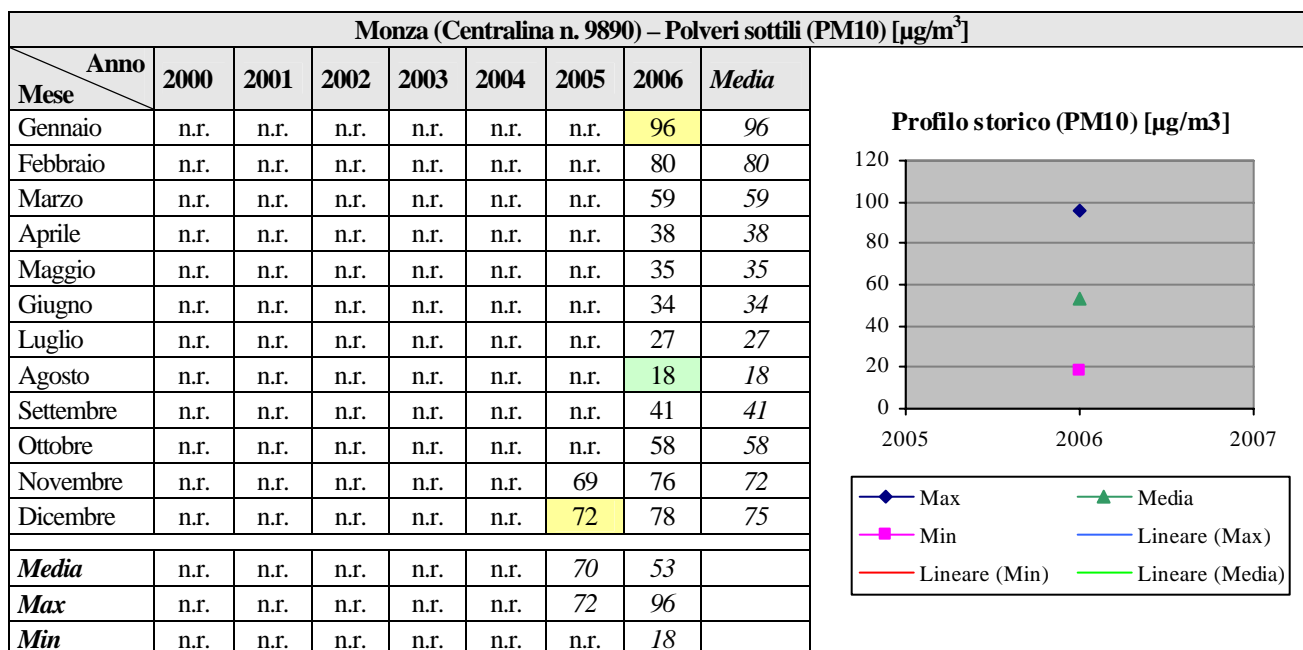 Monza (Centralina n. 9890) – Polveri sottili (PM10) [µg/m3]
Anno Mese 2000 2001 2002 2003 2004 2005 2006 Media
Gennaio n.r. n.r. n.r. n.r. n.r. n.r. 96 96
Febbraio n.r. n.r. n.r. n.r. n.r. n.r. 80 80
Marzo n.r. n.r. n.r. n.r. n.r. n.r. 59 59
Aprile n.r. n.r. n.r. n.r. n.r. n.r. 38 38
Maggio n.r. n.r. n.r. n.r. n.r. n.r. 35 35
Giugno n.r. n.r. n.r. n.r. n.r. n.r. 34 34
Luglio n.r. n.r. n.r. n.r. n.r. n.r. 27 27
Agosto n.r. n.r. n.r. n.r. n.r. n.r. 18 18
Settembre n.r. n.r. n.r. n.r. n.r. n.r. 41 41
Ottobre n.r. n.r. n.r. n.r. n.r. n.r. 58 58
Novembre n.r. n.r. n.r. n.r. n.r. 69 76 72
Dicembre n.r. n.r. n.r. n.r. n.r. 72 78 75
Media n.r. n.r. n.r. n.r. n.r. 70 53
Max n.r. n.r. n.r. n.r. n.r. 72 96
Min n.r. n.r. n.r. n.r. n.r. n.r. 18
Profilo storico (PM10) [µg/m3]
120
100
80
60
40
20
0
2005 2006 2007
Max Media
Min Lineare (Max)
Lineare (Min) Lineare (Media)